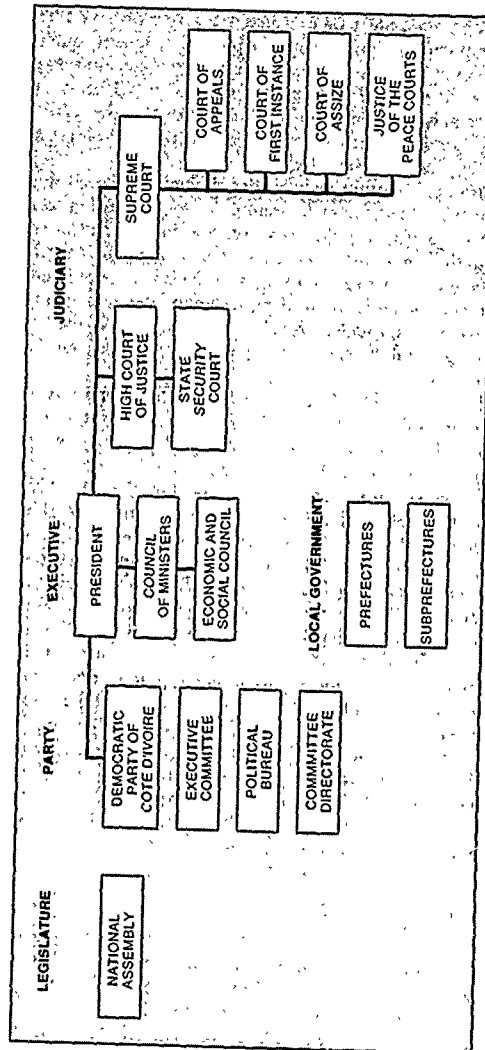 LEGISLATURE
NATIONAL
ASSEMBLY
PARTY
DEMOCRATIC
PARTY OF
COTE D'IVOIRE
EXECUTIVE
COMMITTEE
POLITICAL
BUREAU
COMMMITTEE
DIRECTORATE
EXECUTIVE
PRESIDENT
COUNCIL
OF MINISTERS
ECONOMIC AND
SOCIAL COUNCIL
LOCAL GOVERNMENT
PREFECTURES
SUBPREFECTURES
JUDICIARY
HIGH COURT
OF JUSTICE
STATE
SECURITY
COURT
SUPREME
COURT
COURT OF
APPEALS
COURT OF
FIRST INSTANCE
COURT OF
ASSIZE
JUSTICE
OF THE
PEACE COURTS